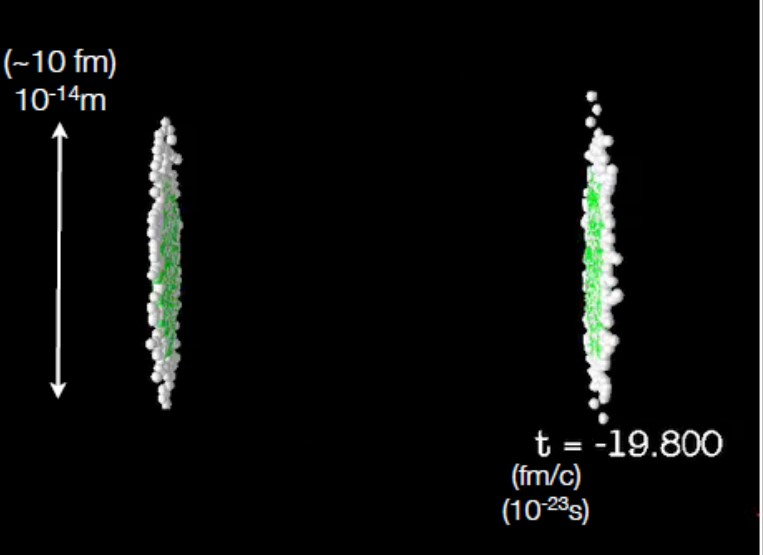 (~10 fm)
10⁻¹⁴m
t = -19.800
(fm/c)
(10⁻²³s)